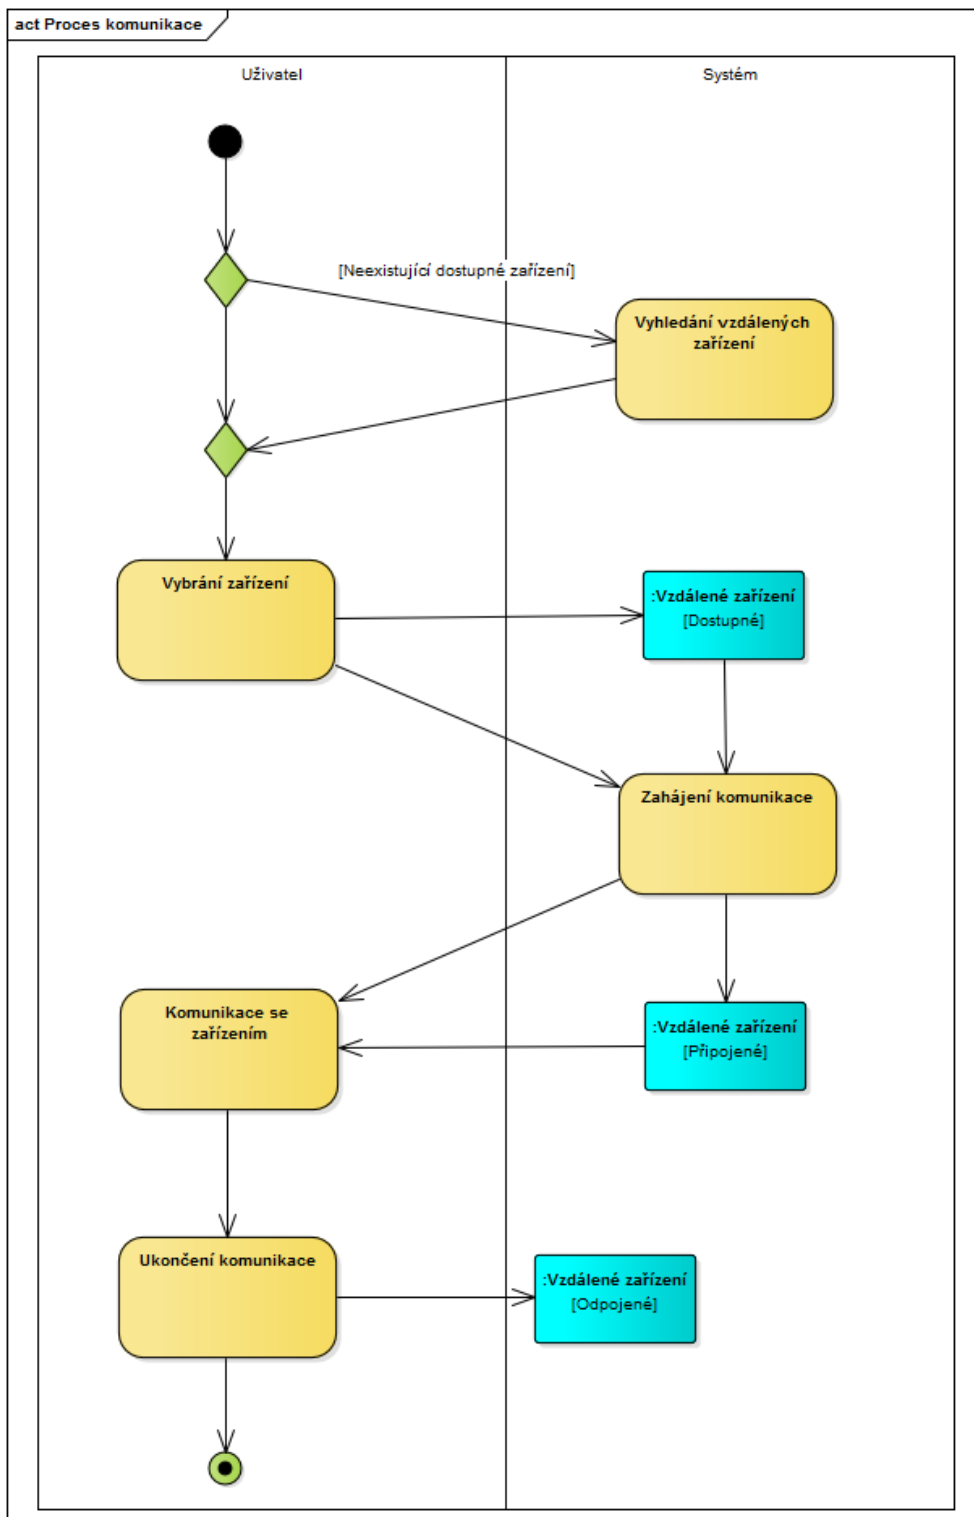 act Proces komunikace
Uživatel
Systém
[Neexistující dostupné zařízení]
Vyhledání vzdálených
zařízení
Vybrání zařízení
:Vzdálené zařízení
[Dostupné]
Zahájení komunikace
Komunikace se
zařízením
:Vzdálené zařízení
[Připojené]
Ukončení komunikace
:Vzdálené zařízení
[Odpojené]